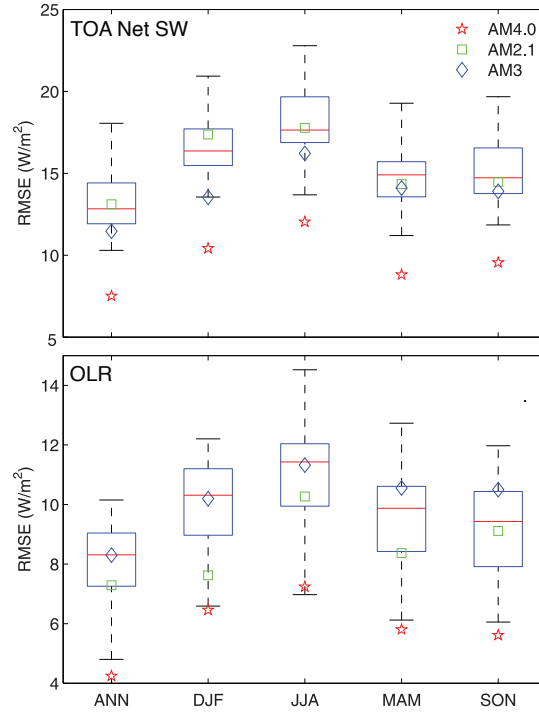 TOA Net SW
AM4.0
AM2.1
AM3
RMSE (W/m²)
25
20
15
10
5
OLR
RMSE (W/m²)
14
12
10
8
6
4
ANN DJF JJA MAM SON